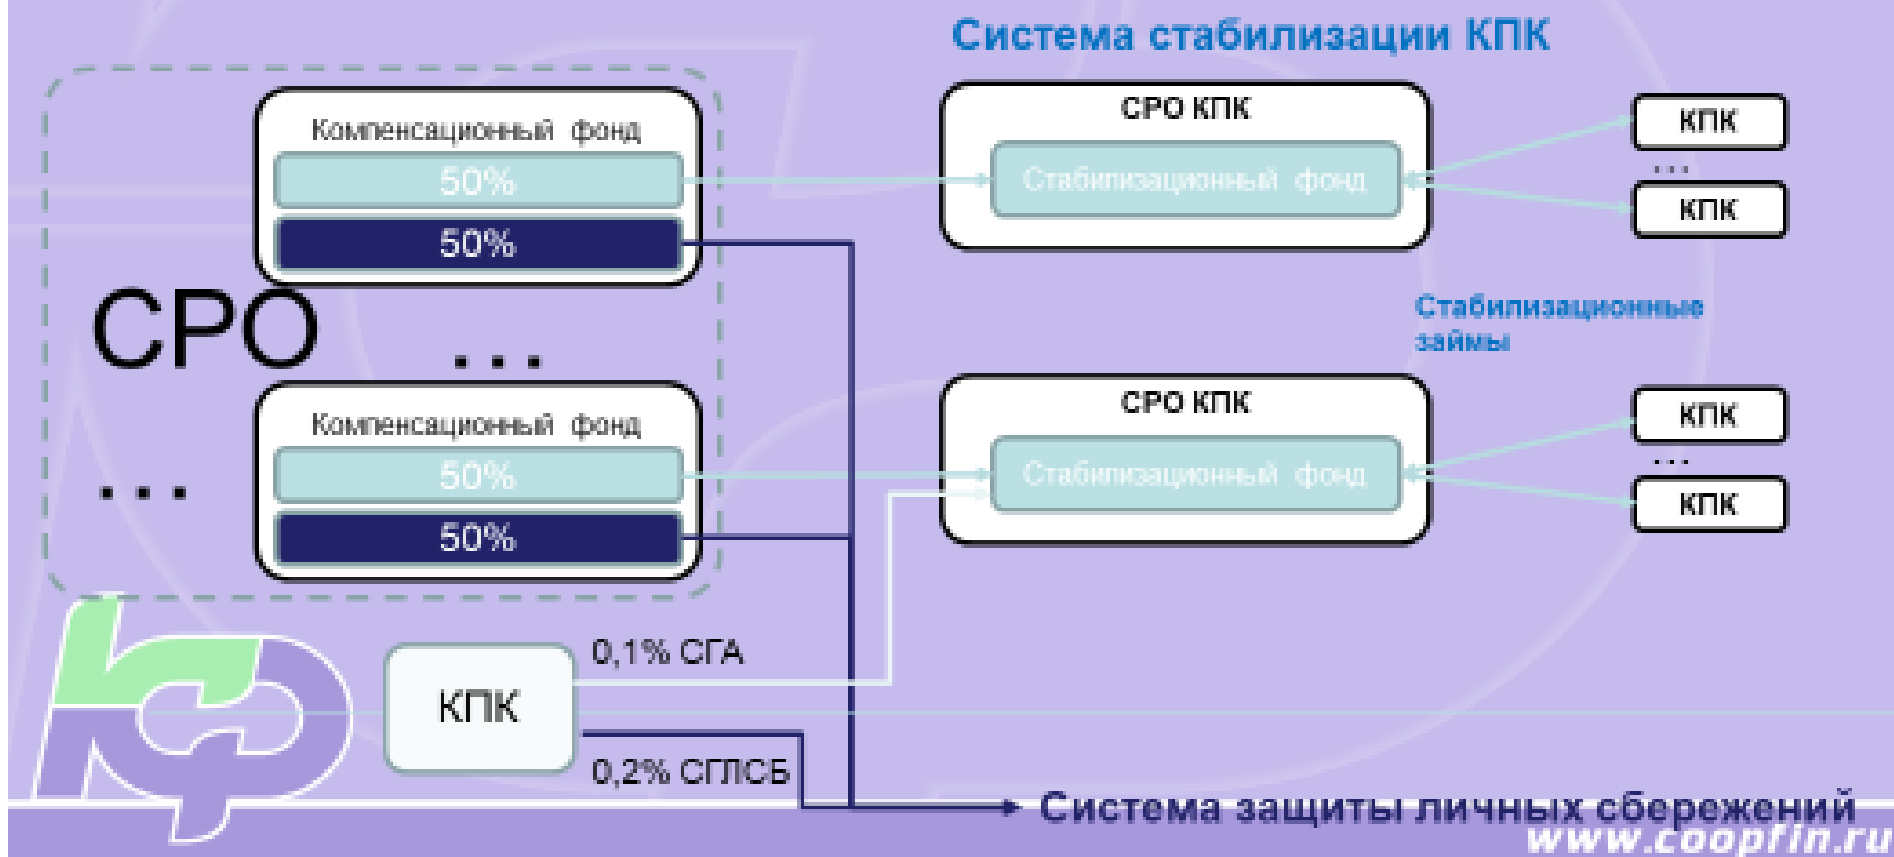 Система стабилизации КПК
Компенсационный фонд
50%
50%
СРО КПК
Стабилизационный фонд
КПК
...
КПК
СРО
...
Стабилизационные
займы
Компенсационный фонд
50%
50%
...
СРО КПК
Стабилизационный фонд
КПК
...
КПК
КПК
0,1% СГА
0,2% СГЛСБ
Система защиты личных сбережений
www.coopfin.ru